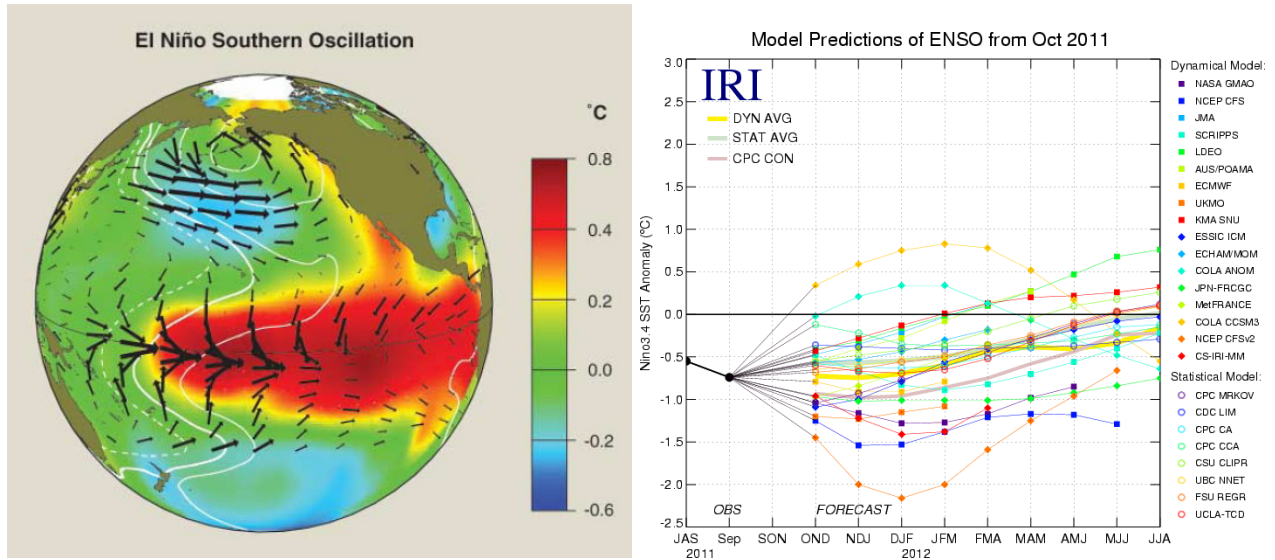 El Niño Southern Oscillation
°C
0.8
0.4
0.2
0.0
-0.2
-0.6
Model Predictions of ENSO from Oct 2011
IRI
DYN AVG
STAT AVG
CPC CON
Nino3.4 SST Anomaly (°C)
3.0
2.5
2.0
1.5
1.0
0.5
0.0
-0.5
-1.0
-1.5
-2.0
-2.5
OBS FORECAST
JAS Sep SON OND NDJ DJF JFM FMA MAM AMJ MJJ JJA
2011 2012
Dynamical Model:
NASA GMAO
NCEP CFS
JMA
SCRIPPS
LDEO
AUS/POAMA
ECMWF
UKMO
KMA SNU
ESSIC ICM
ECHAM/MOM
COLA ANOM
JPN-FRCGC
MetFRANCE
COLA CCSM3
NCEP CFSv2
CS-IRI-MM
Statistical Model:
CPC MRKOV
CDC LIM
CPC CA
CPC CCA
CSU CLIPR
UBC NNET
FSU REGR
UCLA-TCD